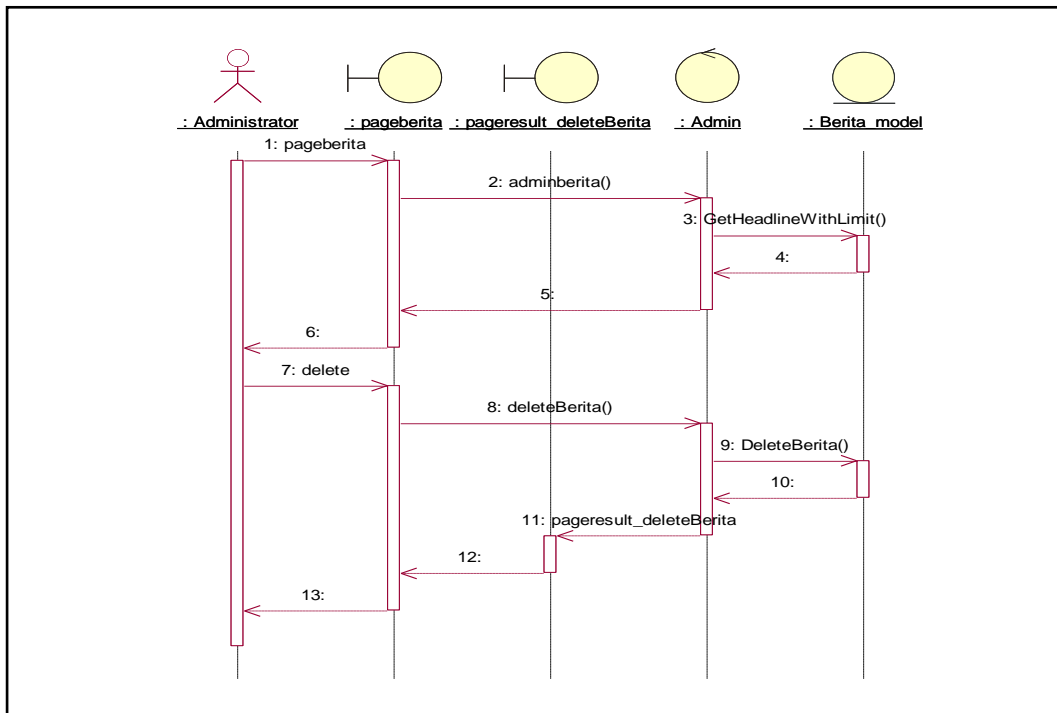 : Administrator
: pageberita
: pageresult_deleteBerita
: Admin
: Berita_model
1: pageberita
2: adminberita()
3: GetHeadlineWithLimit()
4:
5:
6:
7: delete
8: deleteBerita()
9: DeleteBerita()
10:
11: pageresult_deleteBerita
12:
13: